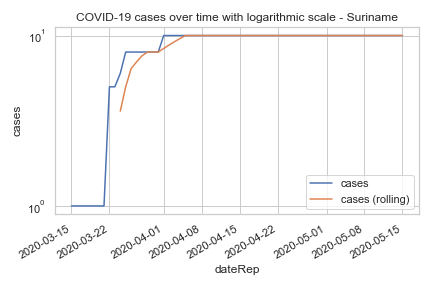 COVID-19 cases over time with logarithmic scale - Suriname
10¹
10⁰
cases
cases
cases (rolling)
2020-03-15
2020-03-22
2020-04-01
2020-04-08
2020-04-15
2020-04-22
2020-05-01
2020-05-08
2020-05-15
dateRep